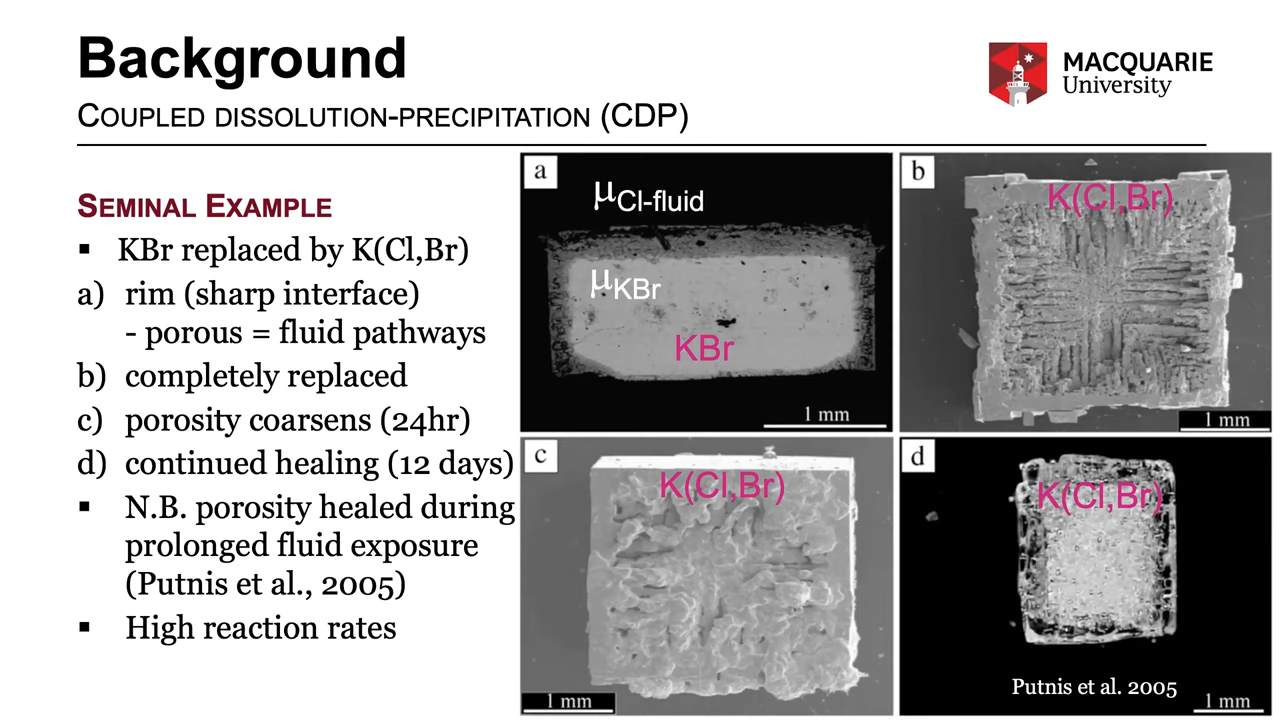 Background
COUPLED DISSOLUTION-PRECIPITATION (CDP)
MACQUARIE
University
SEMINAL EXAMPLE
▪ KBr replaced by K(Cl,Br)
a) rim (sharp interface)
- porous = fluid pathways
b) completely replaced
c) porosity coarsens (24hr)
d) continued healing (12 days)
▪ N.B. porosity healed during
prolonged fluid exposure
(Putnis et al., 2005)
▪ High reaction rates
a
μCl-fluid
μKBr
KBr
1 mm
b
K(Cl,Br)
1 mm
c
K(Cl,Br)
1 mm
d
K(Cl,Br)
Putnis et al. 2005
1 mm